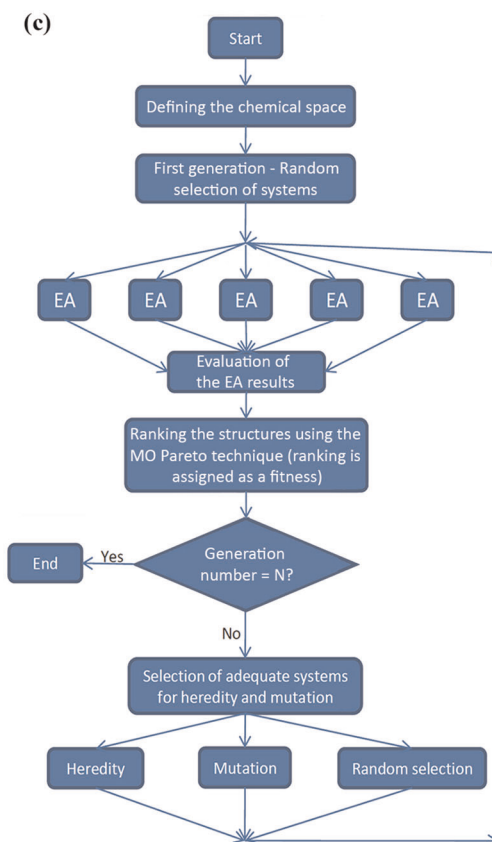 (c)
Start
Defining the chemical space
First generation - Random
selection of systems
EA
EA
EA
EA
EA
Evaluation of
the EA results
Ranking the structures using the
MO Pareto technique (ranking is
assigned as a fitness)
Generation
number = N?
Yes
End
No
Selection of adequate systems
for heredity and mutation
Heredity
Mutation
Random selection